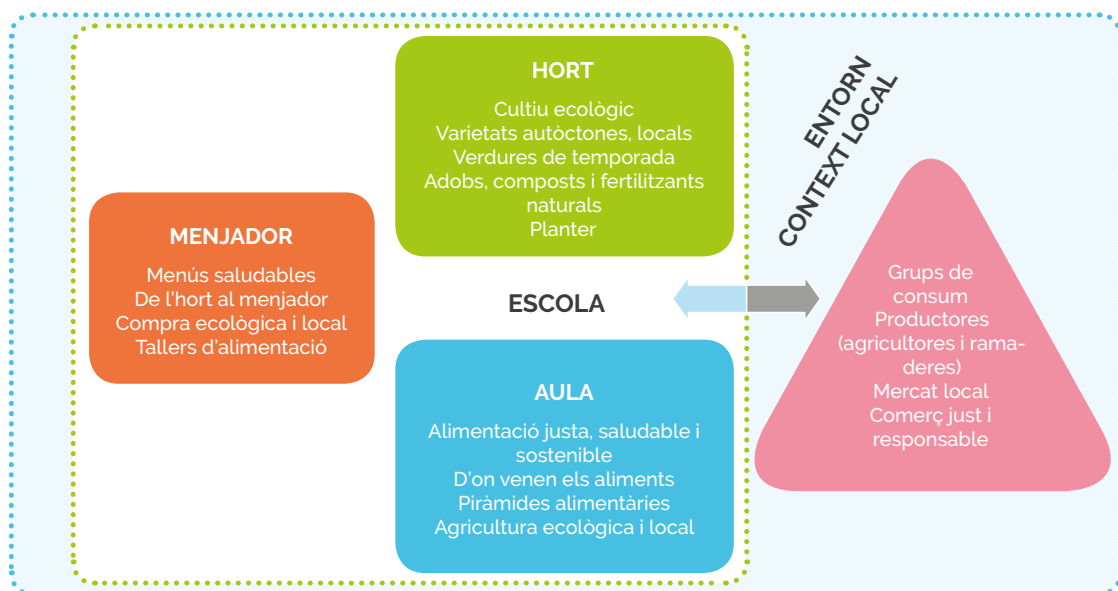 HORT
Cultiu ecològic
Varietats autòctones, locals
Verdures de temporada
Adobs, composts i fertilitzants
naturals
Planter
MENJADOR
Menús saludables
De l'hort al menjador
Compra ecològica i local
Tallers d'alimentació
ESCOLA
AULA
Alimentació justa, saludable i
sostenible
D'on venen els aliments
Piràmides alimentàries
Agricultura ecològica i local
ENTORN
CONTEXT LOCAL
Grups de
consum
Productores
(agricultores i rama-
deres)
Mercat local
Comerç just i
responsable